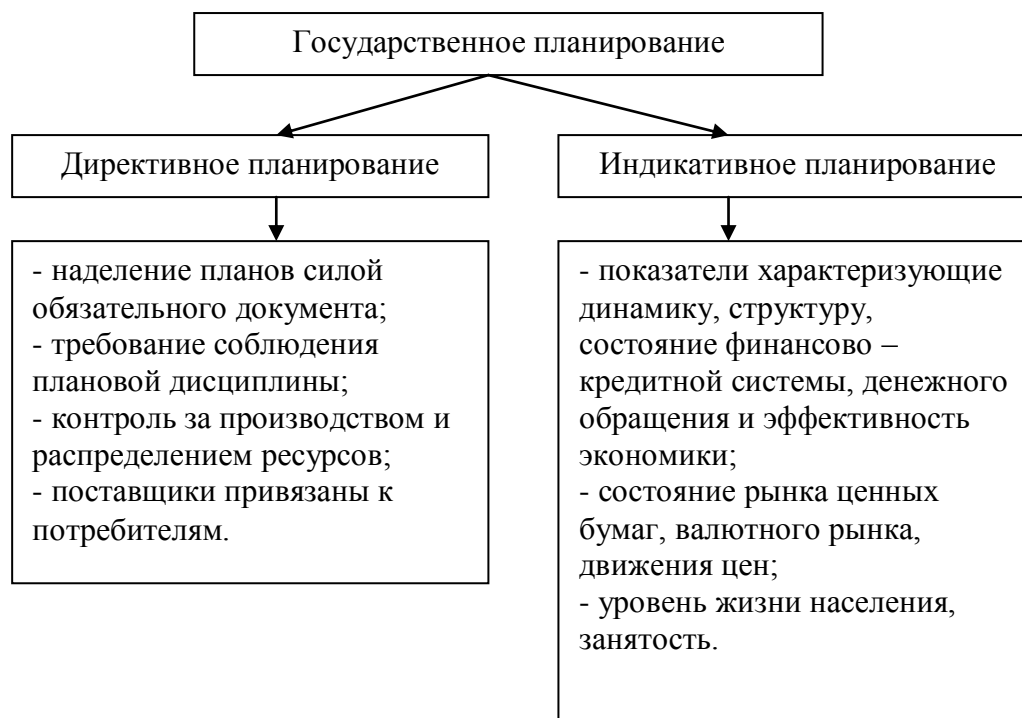 Государственное планирование
Директивное планирование
Индикативное планирование
- наделение планов силой
обязательного документа;
- требование соблюдения
плановой дисциплины;
- контроль за производством и
распределением ресурсов;
- поставщики привязаны к
потребителям.
- показатели характеризующие
динамику, структуру,
состояние финансово –
кредитной системы, денежного
обращения и эффективность
экономики;
- состояние рынка ценных
бумаг, валютного рынка,
движения цен;
- уровень жизни населения,
занятость.